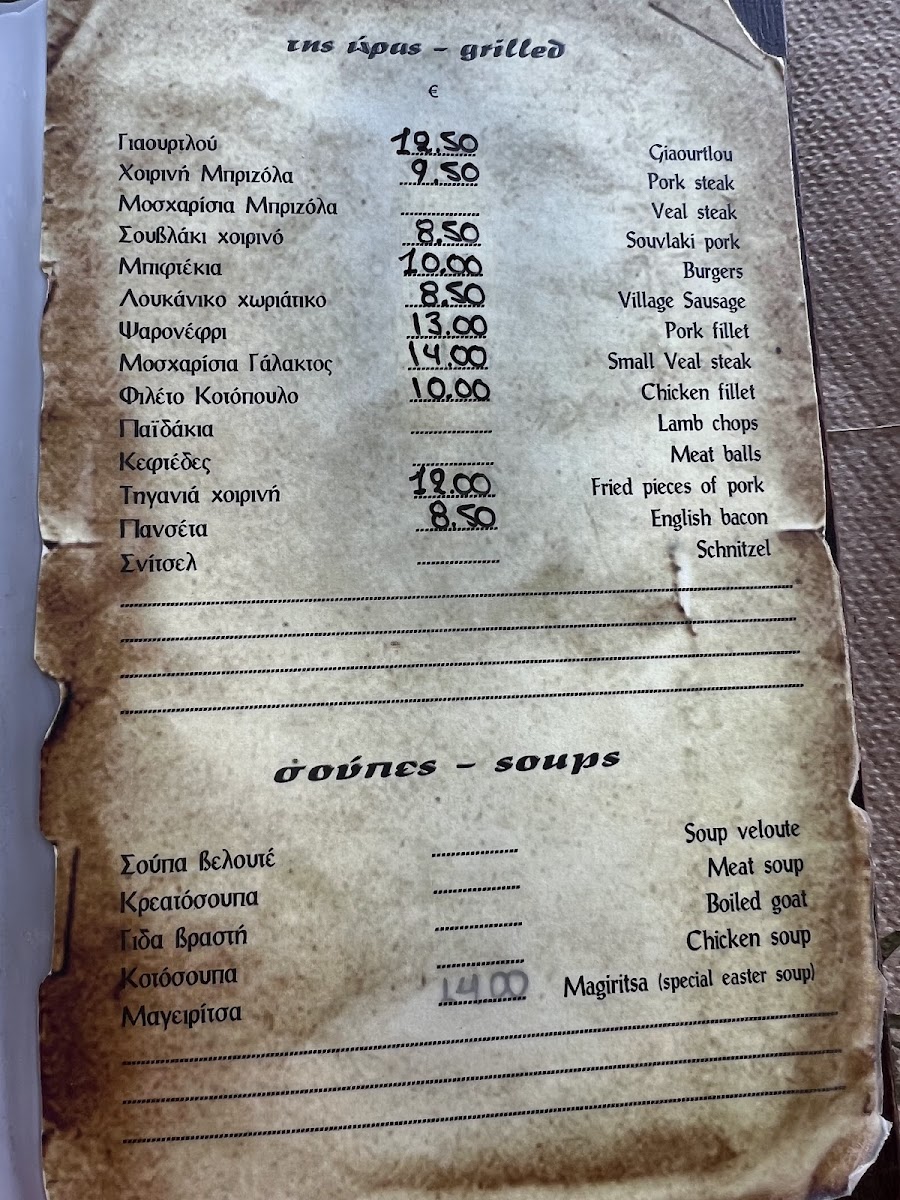 της ώρας - grilled
€
Γιαουρτλού 12.50 Giaourtlou
Χοιρινή Μπριζόλα 9.50 Pork steak
Μοσχαρίσια Μπριζόλα Veal steak
Σουβλάκι χοιρινό 8.50 Souvlaki pork
Μπιφτέκια 10.00 Burgers
Λουκάνικο χωριάτικο 8.50 Village Sausage
Ψαρονέφρι 13.00 Pork fillet
Μοσχαρίσια Γάλακτος 14.00 Small Veal steak
Φιλέτο Κοτόπουλο 10.00 Chicken fillet
Παϊδάκια Lamb chops
Κεφτέδες Meat balls
Τηγανιά χοιρινή 12.00 Fried pieces of pork
Πανσέτα 8.50 English bacon
Σνίτσελ Schnitzel
σούπες - soups
Σούπα βελουτέ Soup veloute
Κρεατόσουπα Meat soup
Γίδα βραστή Boiled goat
Κοτόσουπα Chicken soup
Μαγειρίτσα 14.00 Magiritsa (special easter soup)